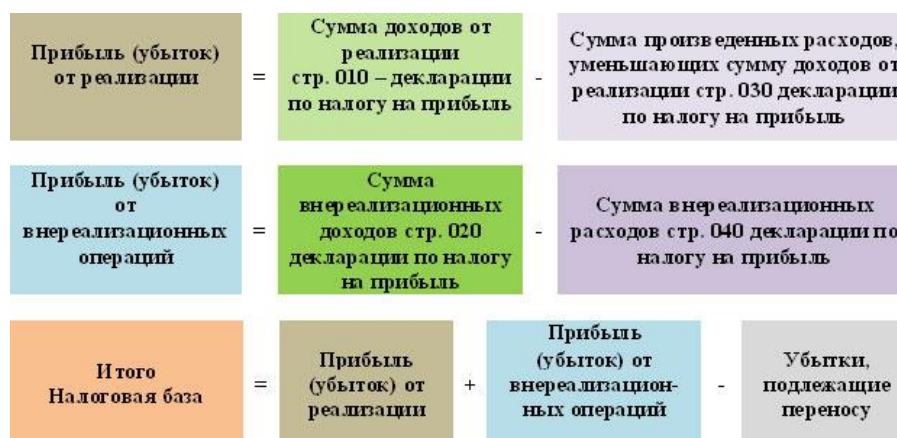 Прибыль (убыток)
от реализации
=
Сумма доходов от
реализации
стр. 010 – декларации
по налогу на прибыль
-
Сумма произведенных расходов,
уменьшающих сумму доходов от
реализации стр. 030 декларации
по налогу на прибыль
Прибыль (убыток)
от
внереализационных
операций
=
Сумма
внереализационных
доходов стр. 020
декларации по налогу
на прибыль
-
Сумма внереализационных
расходов стр. 040 декларации по
налогу на прибыль
Итого
Налоговая база
=
Прибыль
(убыток) от
реализации
+
Прибыль
(убыток) от
внереализацион-
ных операций
-
Убытки,
подлежащие
переносу